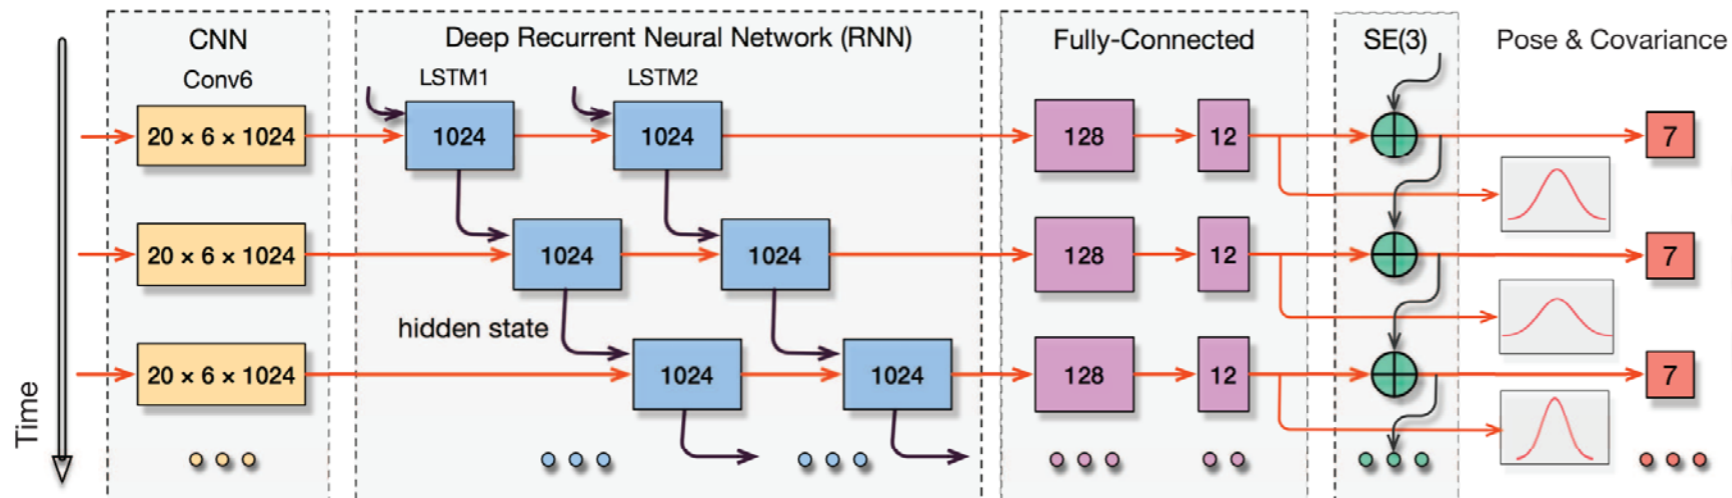 CNN
Deep Recurrent Neural Network (RNN)
Fully-Connected
SE(3)
Pose & Covariance
Conv6
LSTM1
LSTM2
20 × 6 × 1024
1024
1024
128
12
7
20 × 6 × 1024
1024
1024
128
12
7
hidden state
20 × 6 × 1024
1024
1024
128
12
7
Time